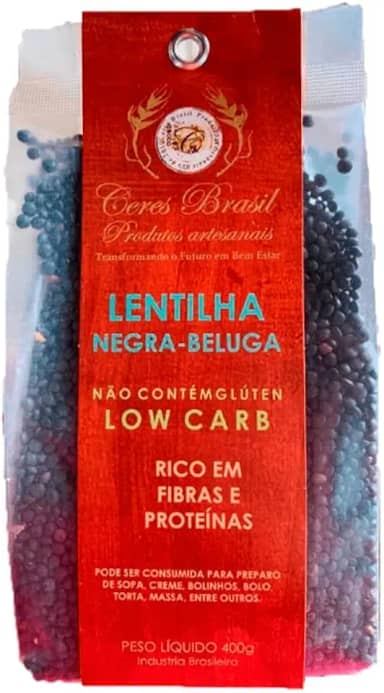 Ceres Brasil
Produtos artesanais
Transformando o Futuro em Bem Estar
LENTILHA
NEGRA-BELUGA
NÃO CONTÉMGLÚTEN
LOW CARB
RICO EM
FIBRAS E
PROTEÍNAS
PODE SER CONSUMIDA PARA PREPARO
DE SOPA, CREME, BOLINHOS, BOLO,
TORTA, MASSA, ENTRE OUTROS.
PESO LÍQUIDO 400g
Industria Brasileira